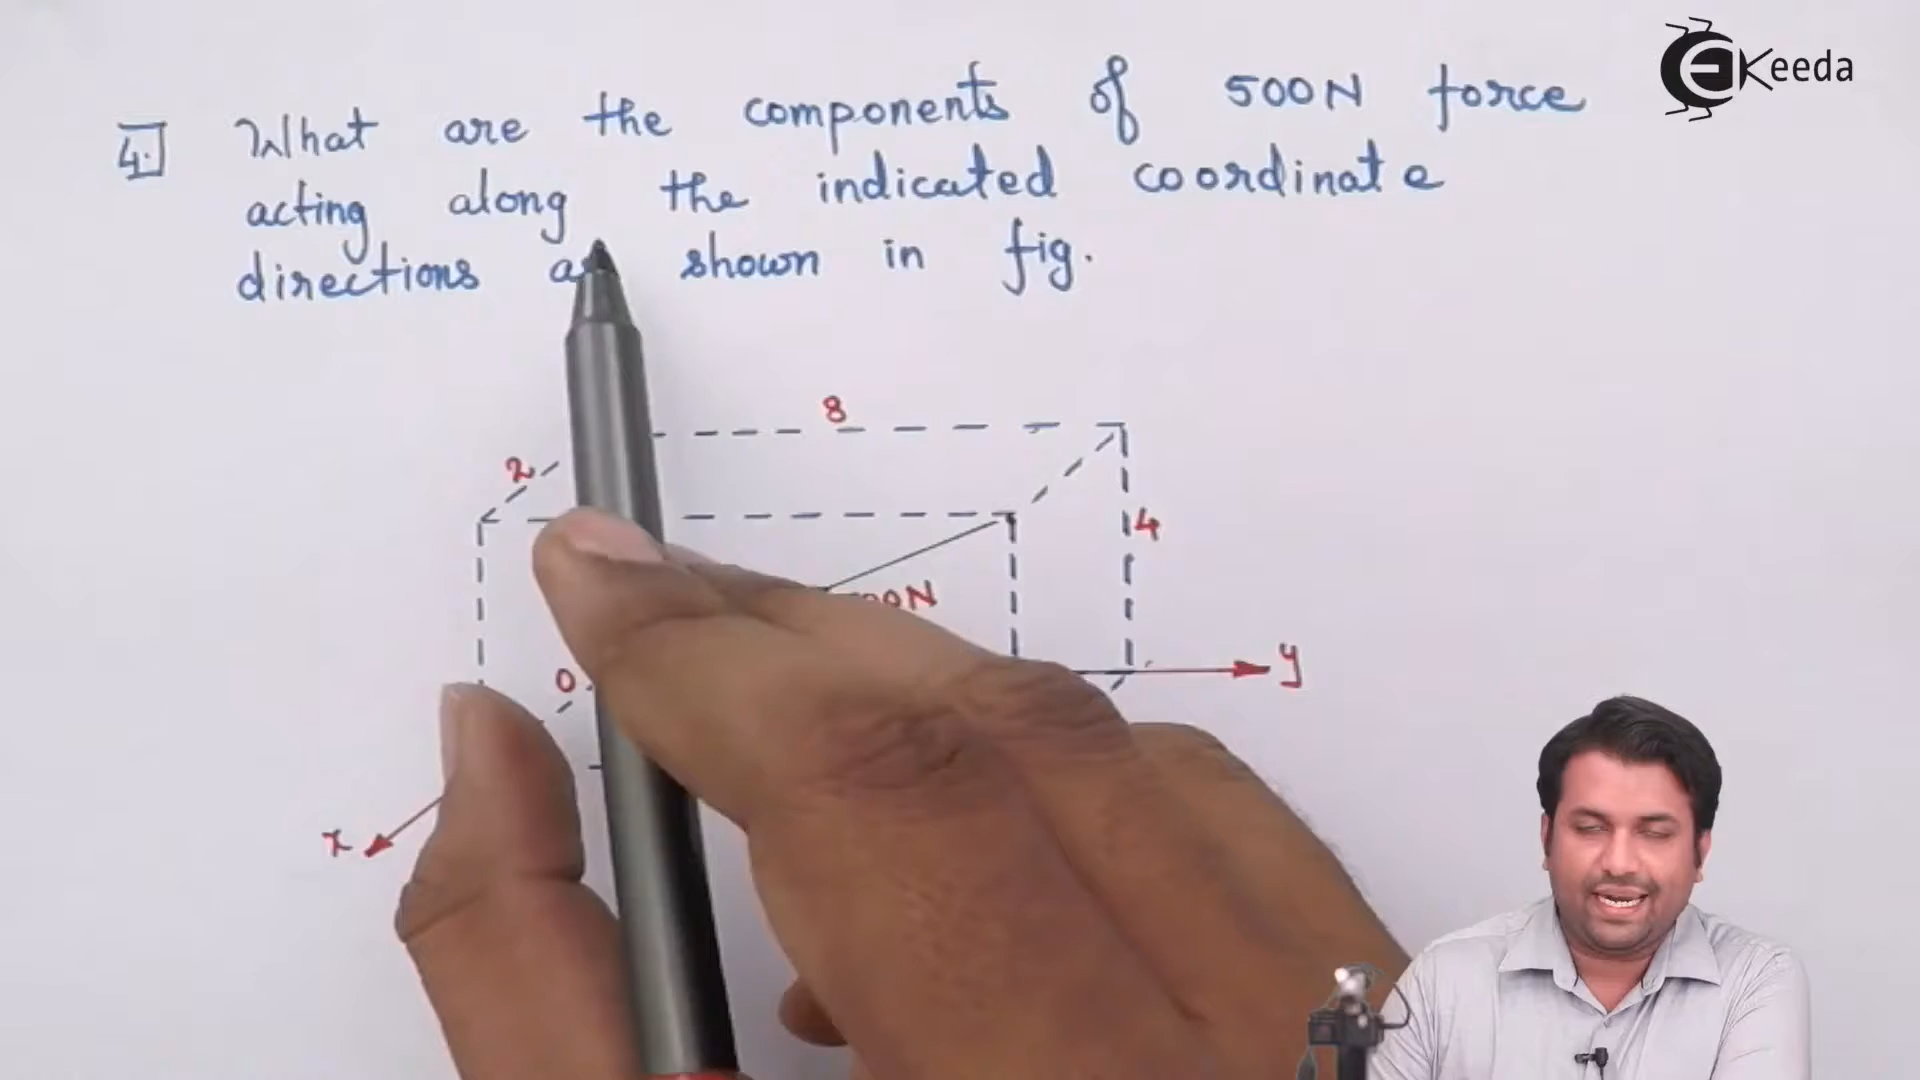 EKeeda
4. What are the components of 500N force
acting along the indicated coordinate
directions shown in fig.
8
2
4
0
y
x